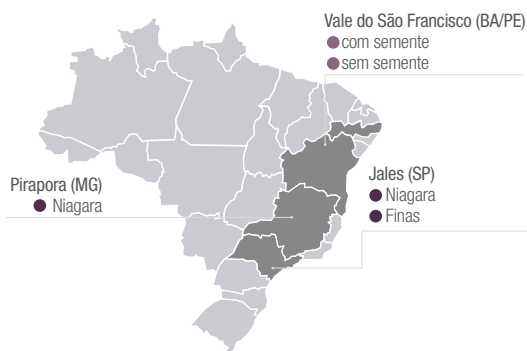 Vale do São Francisco (BA/PE)
com semente
sem semente
Pirapora (MG)
Niagara
Jales (SP)
Niagara
Finas